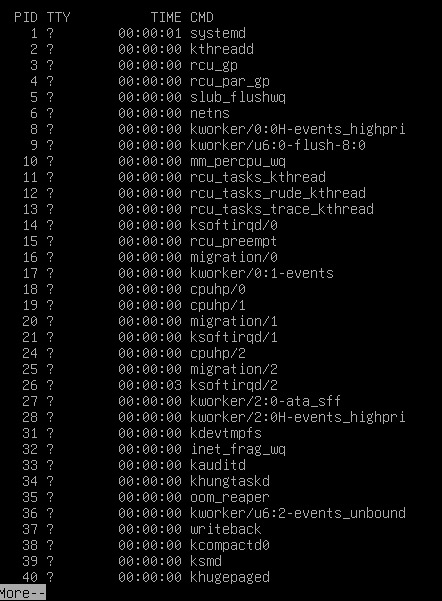 PID TTY          TIME CMD
1 ?        00:00:01 systemd
2 ?        00:00:00 kthreadd
3 ?        00:00:00 rcu_gp
4 ?        00:00:00 rcu_par_gp
5 ?        00:00:00 slub_flushwq
6 ?        00:00:00 netns
8 ?        00:00:00 kworker/0:0H-events_highpri
9 ?        00:00:00 kworker/u6:0-flush-8:0
10 ?        00:00:00 mm_percpu_wq
11 ?        00:00:00 rcu_tasks_kthread
12 ?        00:00:00 rcu_tasks_rude_kthread
13 ?        00:00:00 rcu_tasks_trace_kthread
14 ?        00:00:00 ksoftirqd/0
15 ?        00:00:00 rcu_preempt
16 ?        00:00:00 migration/0
17 ?        00:00:00 kworker/0:1-events
18 ?        00:00:00 cpuhp/0
19 ?        00:00:00 cpuhp/1
20 ?        00:00:00 migration/1
21 ?        00:00:00 ksoftirqd/1
24 ?        00:00:00 cpuhp/2
25 ?        00:00:00 migration/2
26 ?        00:00:03 ksoftirqd/2
27 ?        00:00:00 kworker/2:0-ata_sff
28 ?        00:00:00 kworker/2:0H-events_highpri
31 ?        00:00:00 kdevtmpfs
32 ?        00:00:00 inet_frag_wq
33 ?        00:00:00 kauditd
34 ?        00:00:00 khungtaskd
35 ?        00:00:00 oom_reaper
36 ?        00:00:00 kworker/u6:2-events_unbound
37 ?        00:00:00 writeback
38 ?        00:00:00 kcompactd0
39 ?        00:00:00 ksmd
40 ?        00:00:00 khugepaged
More--